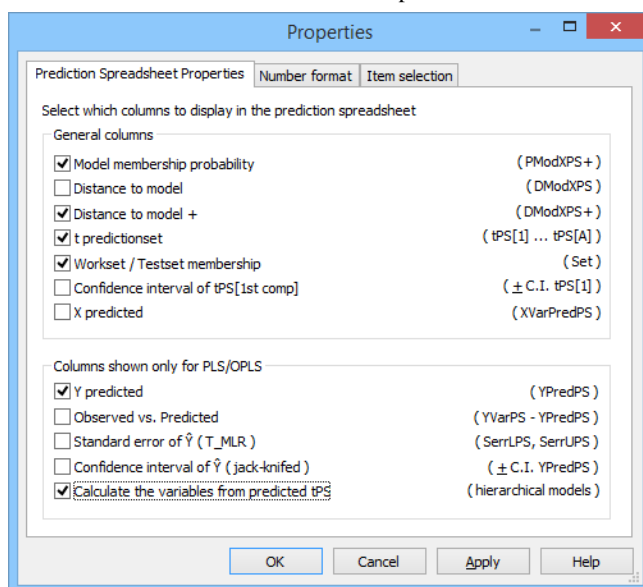 Properties
Prediction Spreadsheet Properties Number format Item selection
Select which columns to display in the prediction spreadsheet
General columns
Model membership probability (PModXPS+)
Distance to model (DModXPS)
Distance to model + (DModXPS+)
t predictionset (tPS[1] ... tPS[A])
Workset / Testset membership (Set)
Confidence interval of tPS[1st comp] (±C.I. tPS[1])
X predicted (XVarPredPS)
Columns shown only for PLS/OPLS
Y predicted (YPredPS)
Observed vs. Predicted (YVarPS - YPredPS)
Standard error of Ŷ (T_MLR) (SerrLPS, SerrUPS)
Confidence interval of Ŷ (jack-knifed) (±C.I. YPredPS)
Calculate the variables from predicted tPS (hierarchical models)
OK Cancel Apply Help